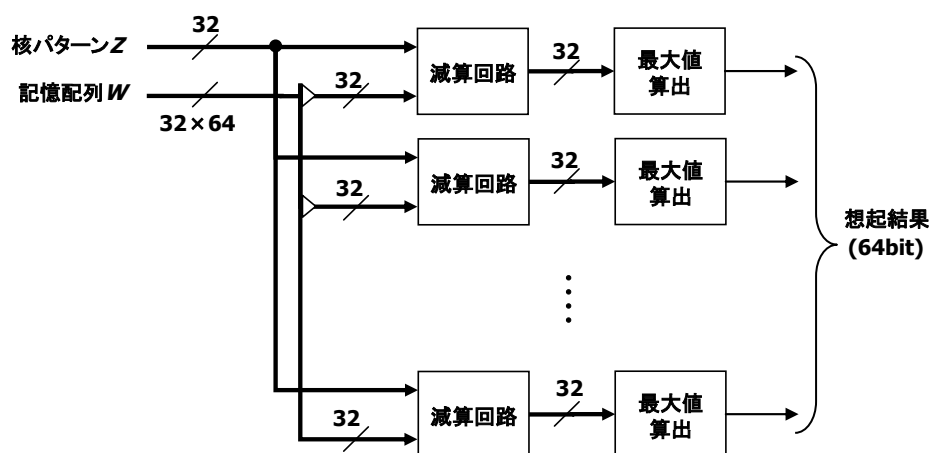 32
核パターンZ
記憶配列W
32×64
32
減算回路
32
最大値
算出
32
減算回路
32
最大値
算出
想起結果
(64bit)
32
減算回路
32
最大値
算出